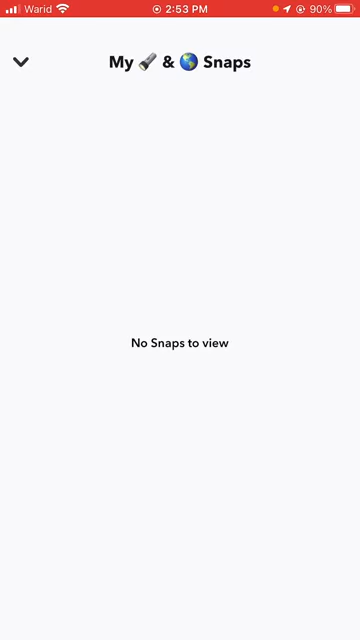 Warid 2:53 PM 90%
My 🔦 & 🌎 Snaps
No Snaps to view